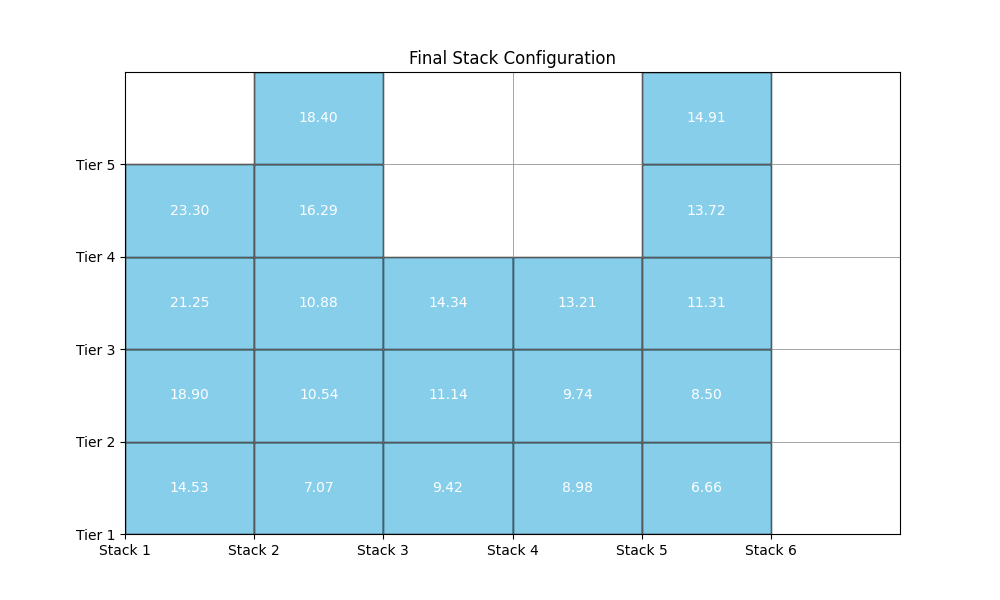 Final Stack Configuration
18.40 14.91
Tier 5
23.30 16.29 13.72
Tier 4
21.25 10.88 14.34 13.21 11.31
Tier 3
18.90 10.54 11.14 9.74 8.50
Tier 2
14.53 7.07 9.42 8.98 6.66
Tier 1
Stack 1 Stack 2 Stack 3 Stack 4 Stack 5 Stack 6